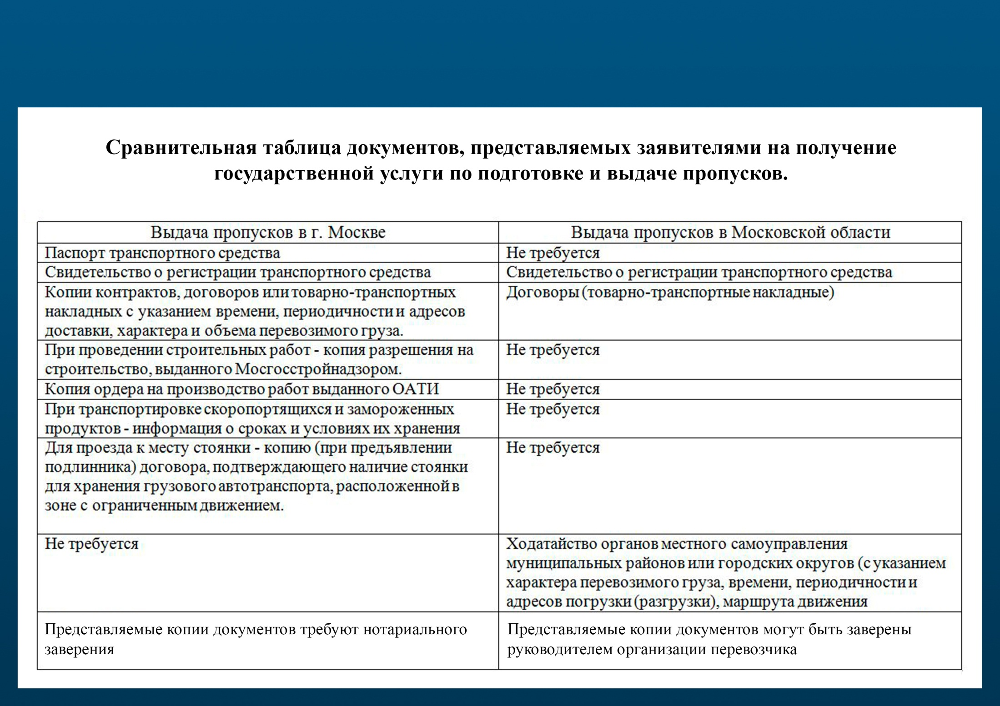 Сравнительная таблица документов, представляемых заявителями на получение
государственной услуги по подготовке и выдаче пропусков.
Выдача пропусков в г. Москве
Выдача пропусков в Московской области
Паспорт транспортного средства
Не требуется
Свидетельство о регистрации транспортного средства
Свидетельство о регистрации транспортного средства
Копии контрактов, договоров или товарно-транспортных
накладных с указанием времени, периодичности и адресов
доставки, характера и объема перевозимого груза.
Договоры (товарно-транспортные накладные)
При проведении строительных работ - копия разрешения на
строительство, выданного Мосгосстройнадзором.
Не требуется
Копия ордера на производство работ выданного ОАТИ
Не требуется
При транспортировке скоропортящихся и замороженных
продуктов - информация о сроках и условиях их хранения
Не требуется
Для проезда к месту стоянки - копию (при предъявлении
подлинника) договора, подтверждающего наличие стоянки
для хранения грузового автотранспорта, расположенной в
зоне с ограниченным движением.
Не требуется
Не требуется
Ходатайство органов местного самоуправления
муниципальных районов или городских округов (с указанием
характера перевозимого груза, времени, периодичности и
адресов погрузки (разгрузки), маршрута движения
Представляемые копии документов требуют нотариального
заверения
Представляемые копии документов могут быть заверены
руководителем организации перевозчика